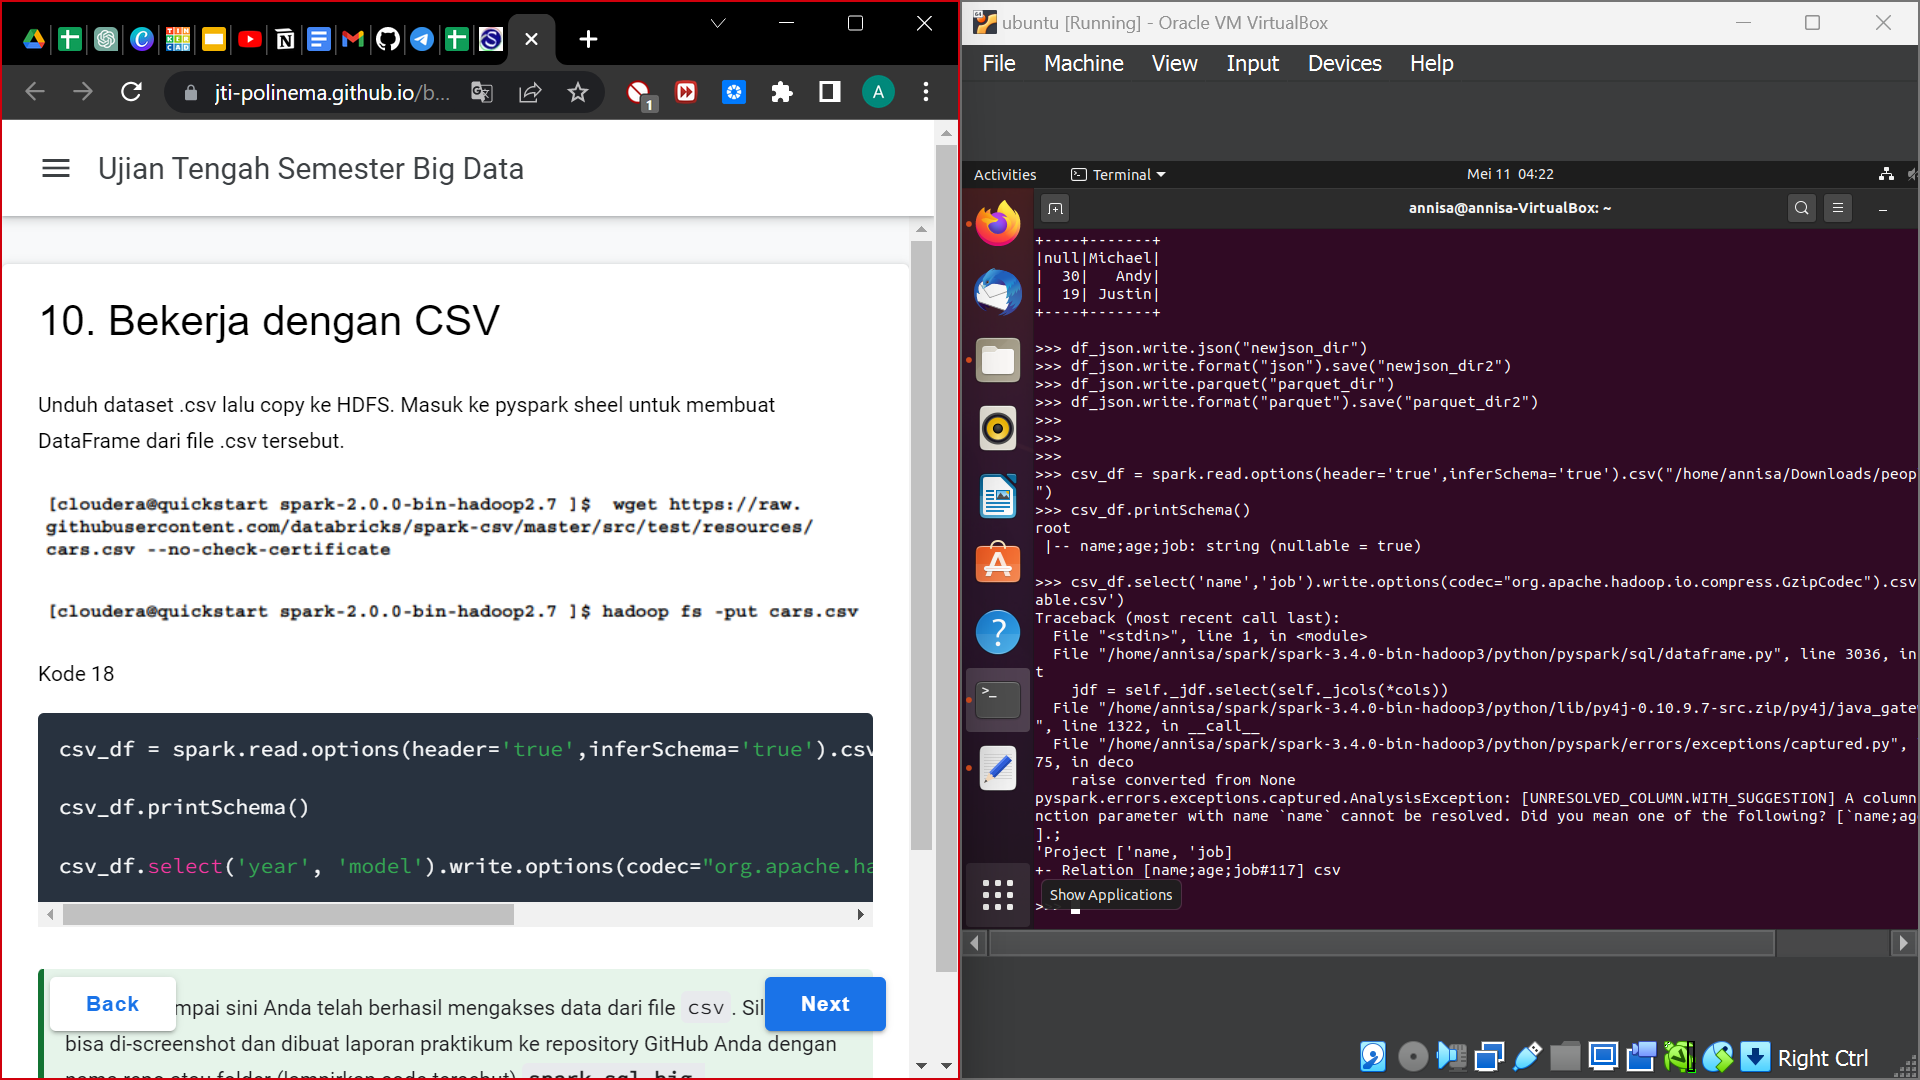 jti-polinema.github.io/b...
1
A
Ujian Tengah Semester Big Data
10. Bekerja dengan CSV
Unduh dataset .csv lalu copy ke HDFS. Masuk ke pyspark sheel untuk membuat
DataFrame dari file .csv tersebut.
[cloudera@quickstart spark-2.0.0-bin-hadoop2.7 ]$ wget https://raw.
githubusercontent.com/databricks/spark-csv/master/src/test/resources/
cars.csv --no-check-certificate
[cloudera@quickstart spark-2.0.0-bin-hadoop2.7 ]$ hadoop fs -put cars.csv
Kode 18
csv_df = spark.read.options(header='true',inferSchema='true').csv
csv_df.printSchema()
csv_df.select('year', 'model').write.options(codec="org.apache.ha
mpai sini Anda telah berhasil mengakses data dari file csv. Sil
bisa di-screenshot dan dibuat laporan praktikum ke repository GitHub Anda dengan
Back
Next
ubuntu [Running] - Oracle VM VirtualBox
File Machine View Input Devices Help
Activities Terminal Mei 11 04:22
annisa@annisa-VirtualBox: ~
+----+-------+
|null|Michael|
|  30|   Andy|
|  19| Justin|
+----+-------+
>>> df_json.write.json("newjson_dir")
>>> df_json.write.format("json").save("newjson_dir2")
>>> df_json.write.parquet("parquet_dir")
>>> df_json.write.format("parquet").save("parquet_dir2")
>>>
>>>
>>>
>>> csv_df = spark.read.options(header='true',inferSchema='true').csv("/home/annisa/Downloads/peop
")
>>> csv_df.printSchema()
root
 |-- name;age;job: string (nullable = true)
>>> csv_df.select('name','job').write.options(codec="org.apache.hadoop.io.compress.GzipCodec").csv
able.csv')
Traceback (most recent call last):
  File "<stdin>", line 1, in <module>
  File "/home/annisa/spark/spark-3.4.0-bin-hadoop3/python/pyspark/sql/dataframe.py", line 3036, in
t
    jdf = self._jdf.select(self._jcols(*cols))
  File "/home/annisa/spark/spark-3.4.0-bin-hadoop3/python/lib/py4j-0.10.9.7-src.zip/py4j/java_gate
", line 1322, in __call__
  File "/home/annisa/spark/spark-3.4.0-bin-hadoop3/python/pyspark/errors/exceptions/captured.py",
75, in deco
    raise converted from None
pyspark.errors.exceptions.captured.AnalysisException: [UNRESOLVED_COLUMN.WITH_SUGGESTION] A column
nction parameter with name `name` cannot be resolved. Did you mean one of the following? [`name;ag
].;
'Project ['name, 'job]
+- Relation [name;age;job#117] csv
Show Applications
Right Ctrl